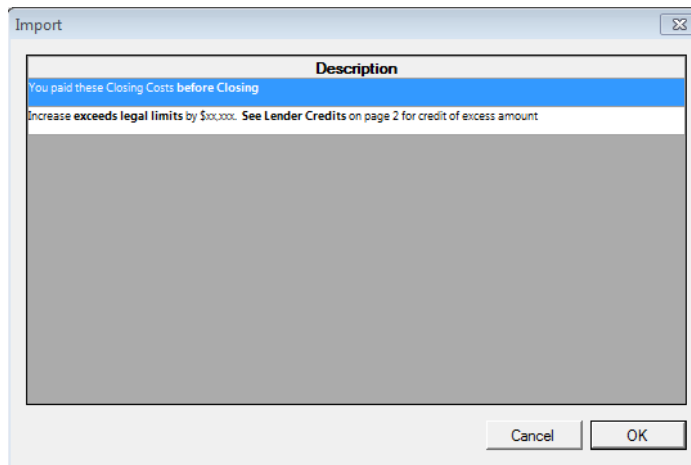 Import
Description
You paid these Closing Costs before Closing
Increase exceeds legal limits by $xx,xxx. See Lender Credits on page 2 for credit of excess amount
Cancel
OK